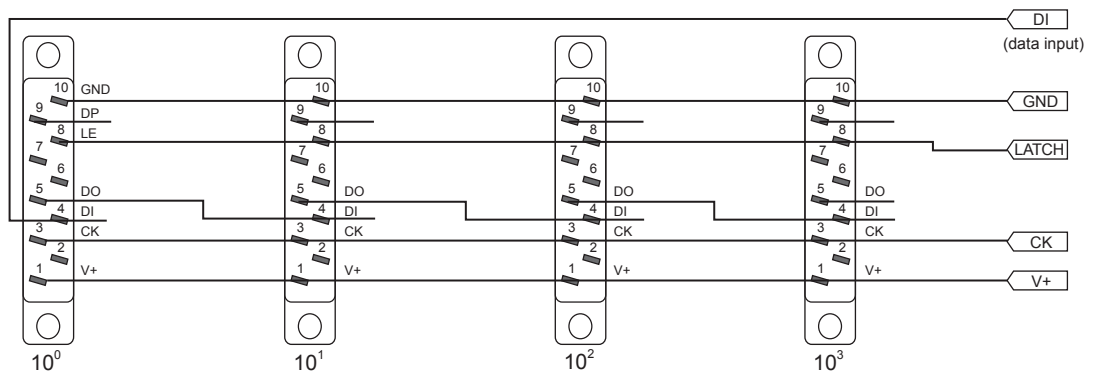 DI
(data input)
10 GND 10 10 10 GND
9 DP 9 9 9
8 LE 8 8 8 LATCH
7 7 7 7
6 6 6 6
5 DO 5 DO 5 DO 5 DO
4 DI 4 DI 4 DI 4 DI
3 CK 3 CK 3 CK 3 CK CK
2 2 2 2
1 V+ 1 V+ 1 V+ 1 V+ V+
10⁰ 10¹ 10² 10³